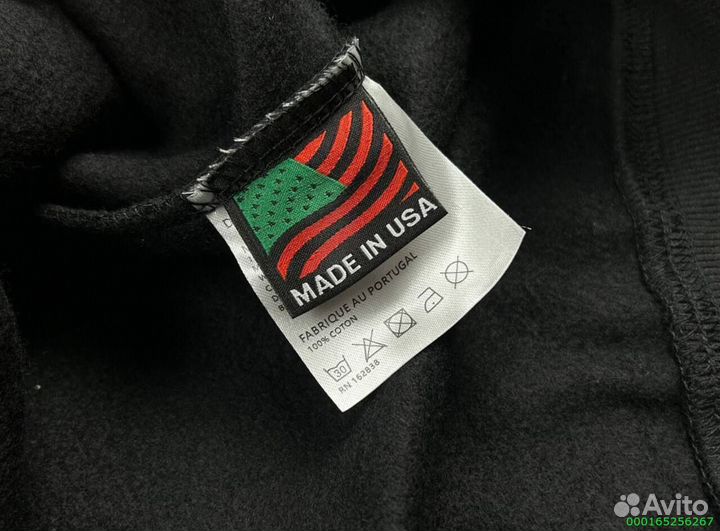 MADE IN USA
FABRIQUE AU PORTUGAL
100% COTON
30
RN 162838
Avito
000165256267